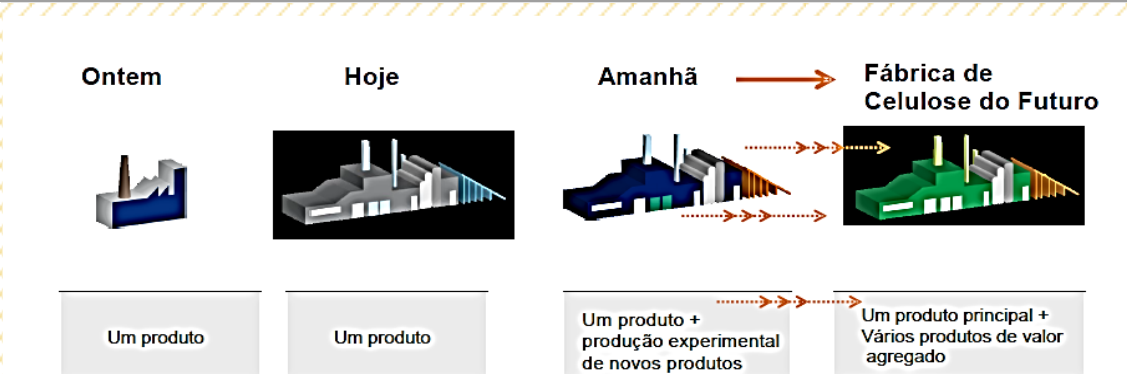 Ontem
Hoje
Amanhã
Fábrica de
Celulose do Futuro
Um produto
Um produto
Um produto +
produção experimental
de novos produtos
Um produto principal +
Vários produtos de valor
agregado